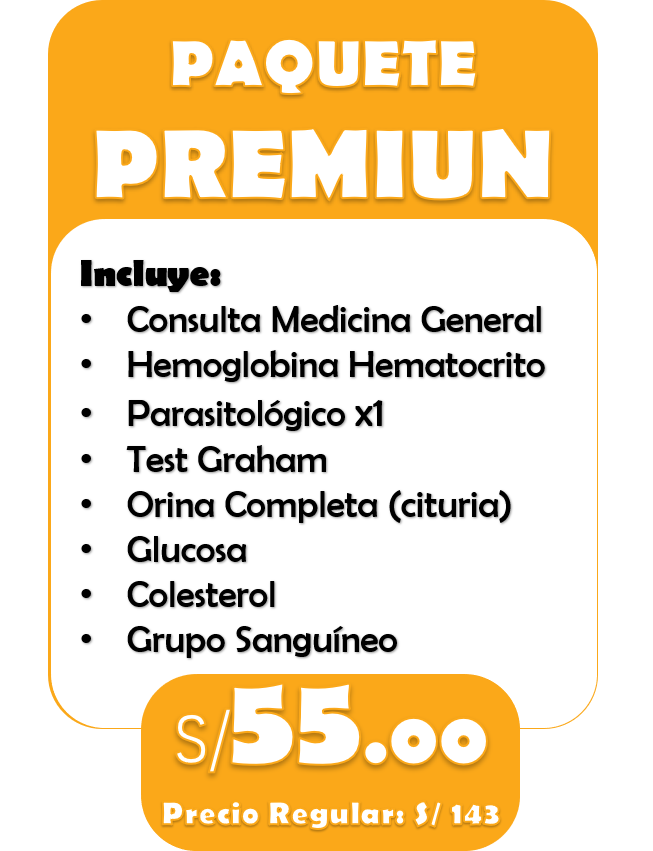 PAQUETE
PREMIUN
Incluye:
• Consulta Medicina General
• Hemoglobina Hematocrito
• Parasitológico x1
• Test Graham
• Orina Completa (cituria)
• Glucosa
• Colesterol
• Grupo Sanguíneo
S/55.00
Precio Regular: S/ 143